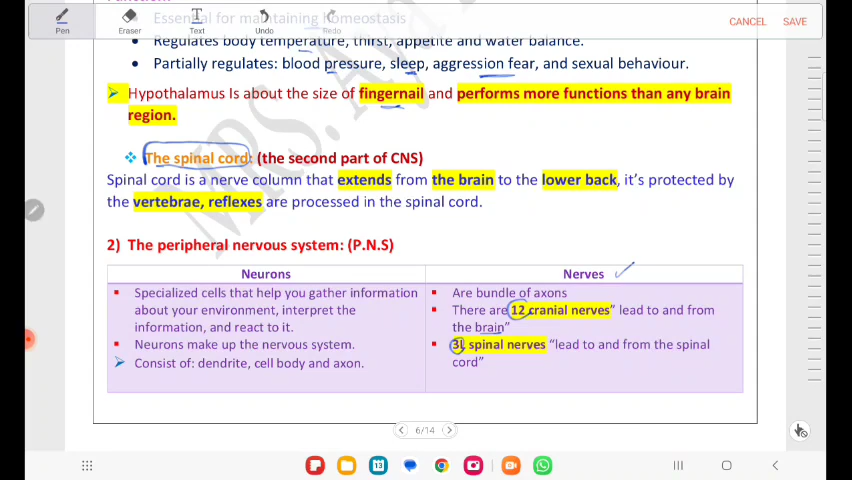 Function:
Essential for maintaining homeostasis
Pen
Eraser
Text
Undo
Redo
CANCEL
SAVE
• Regulates body temperature, thirst, appetite and water balance.
• Partially regulates: blood pressure, sleep, aggression fear, and sexual behaviour.
Hypothalamus Is about the size of fingernail and performs more functions than any brain
region.
The spinal cord: (the second part of CNS)
Spinal cord is a nerve column that extends from the brain to the lower back, it's protected by
the vertebrae, reflexes are processed in the spinal cord.
2) The peripheral nervous system: (P.N.S)
Neurons
Specialized cells that help you gather information
about your environment, interpret the
information, and react to it.
Neurons make up the nervous system.
Consist of: dendrite, cell body and axon.
Nerves
Are bundle of axons
There are 12 cranial nerves” lead to and from
the brain”
31 spinal nerves “lead to and from the spinal
cord”
MRS. Aya
6/14
13